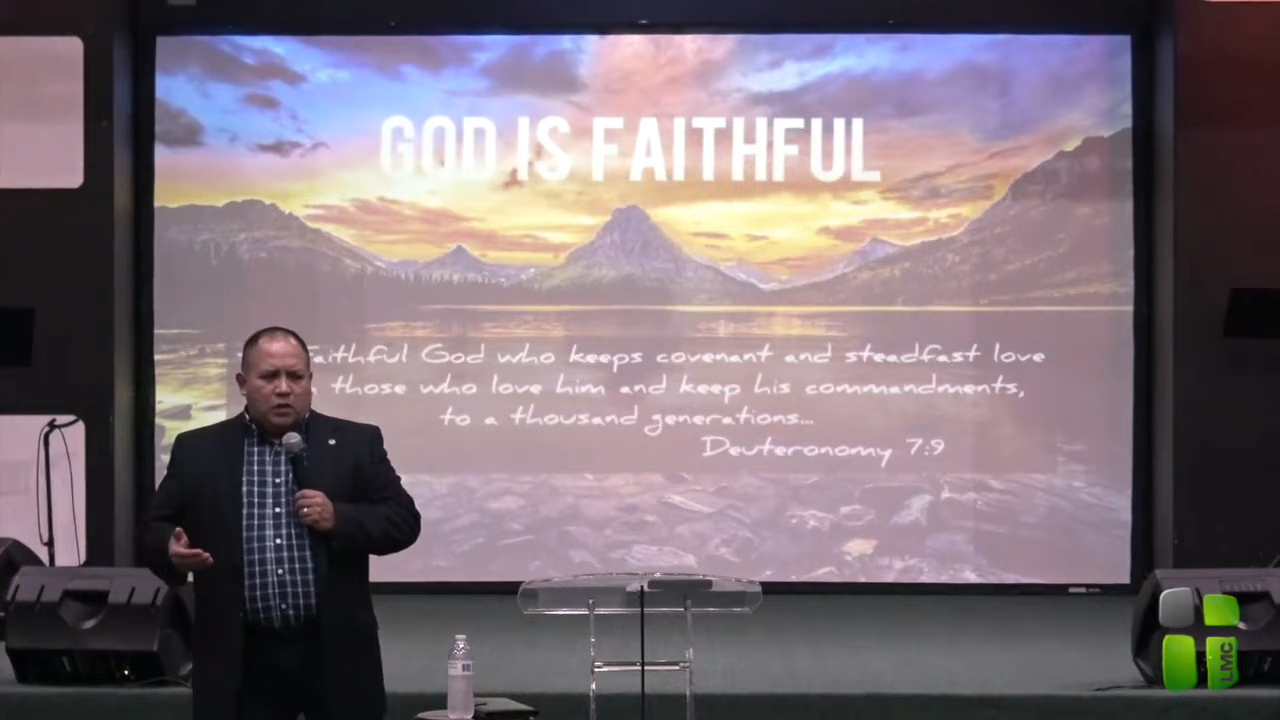 GOD IS FAITHFUL
faithful God who keeps covenant and steadfast love
those who love him and keep his commandments,
to a thousand generations...
Deuteronomy 7:9
LMC